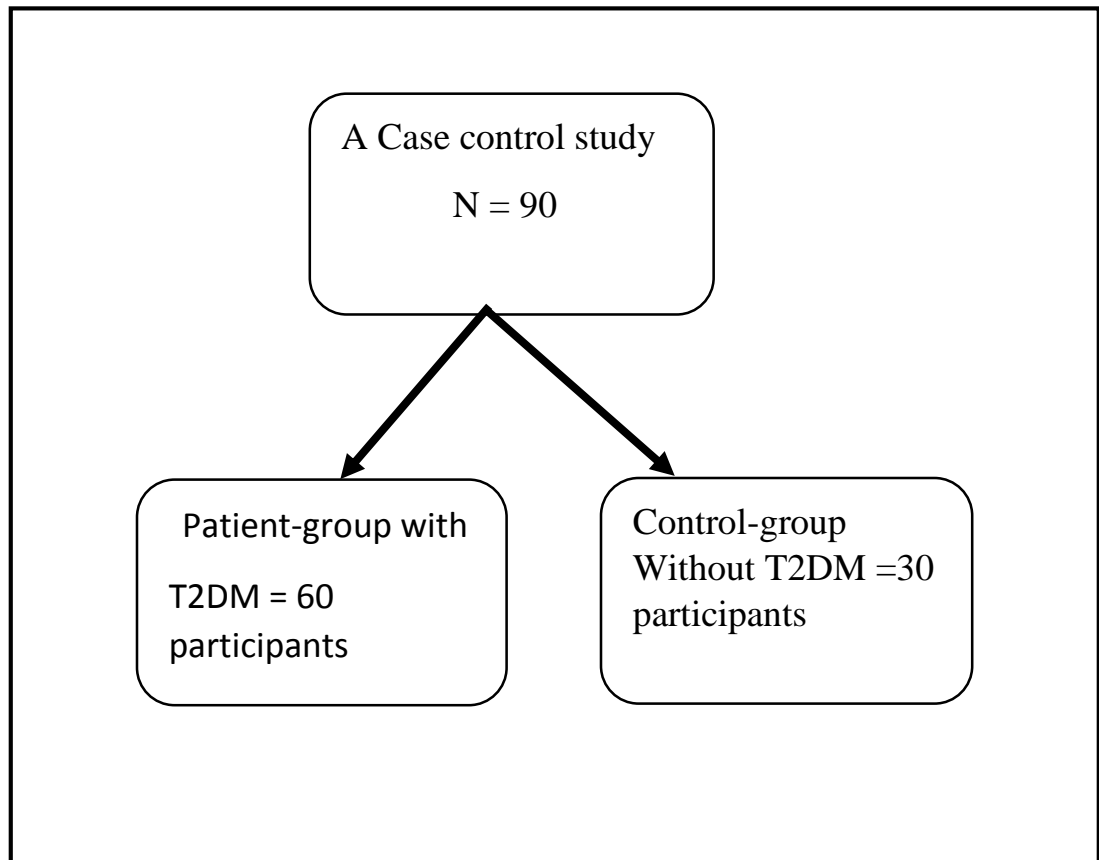 A Case control study
N = 90
Patient-group with
T2DM = 60
participants
Control-group
Without T2DM =30
participants